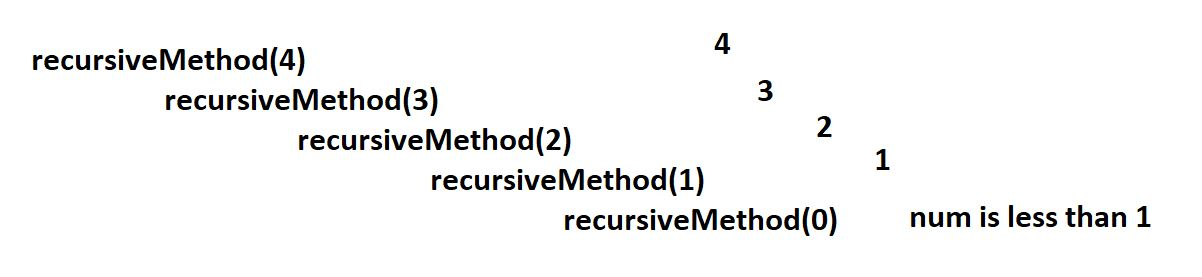 recursiveMethod(4) 4
recursiveMethod(3) 3
recursiveMethod(2) 2
recursiveMethod(1) 1
recursiveMethod(0) num is less than 1